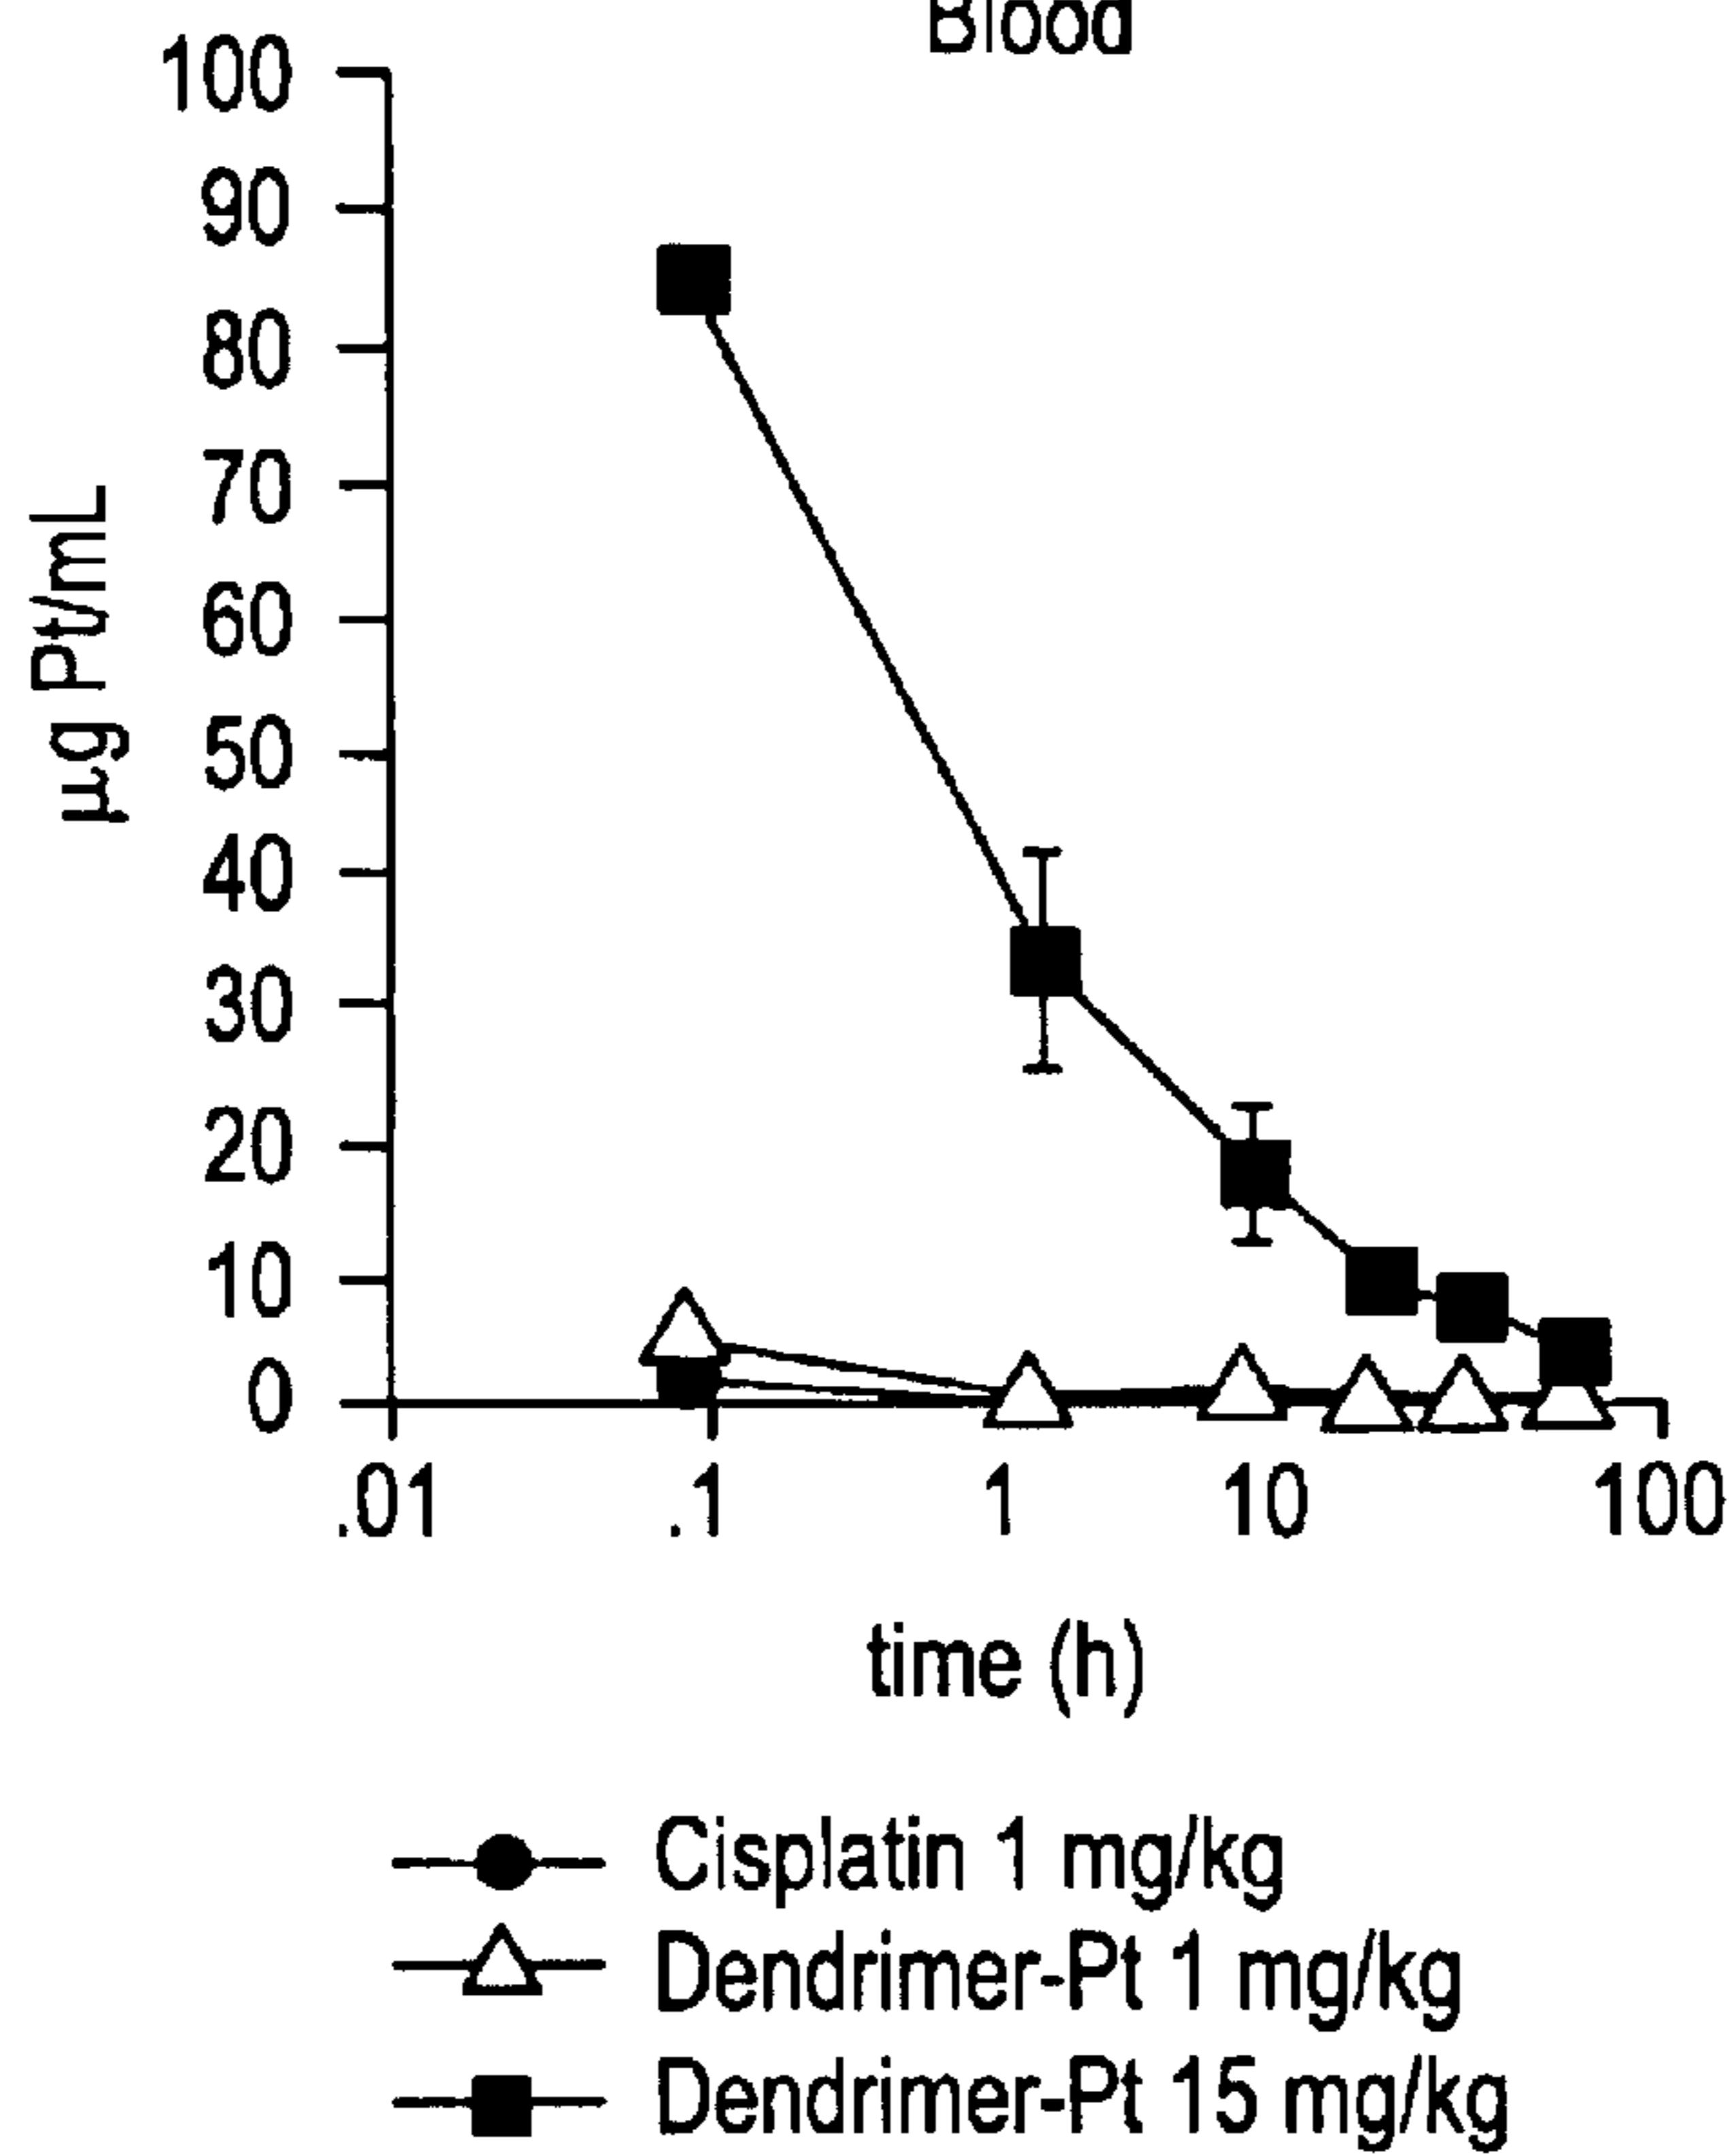 Blood
100
90
80
70
60
50
40
30
20
10
0
µg Pt/mL
.01 .1 1 10 100
time (h)
Cisplatin 1 mg/kg
Dendrimer-Pt 1 mg/kg
Dendrimer-Pt 15 mg/kg